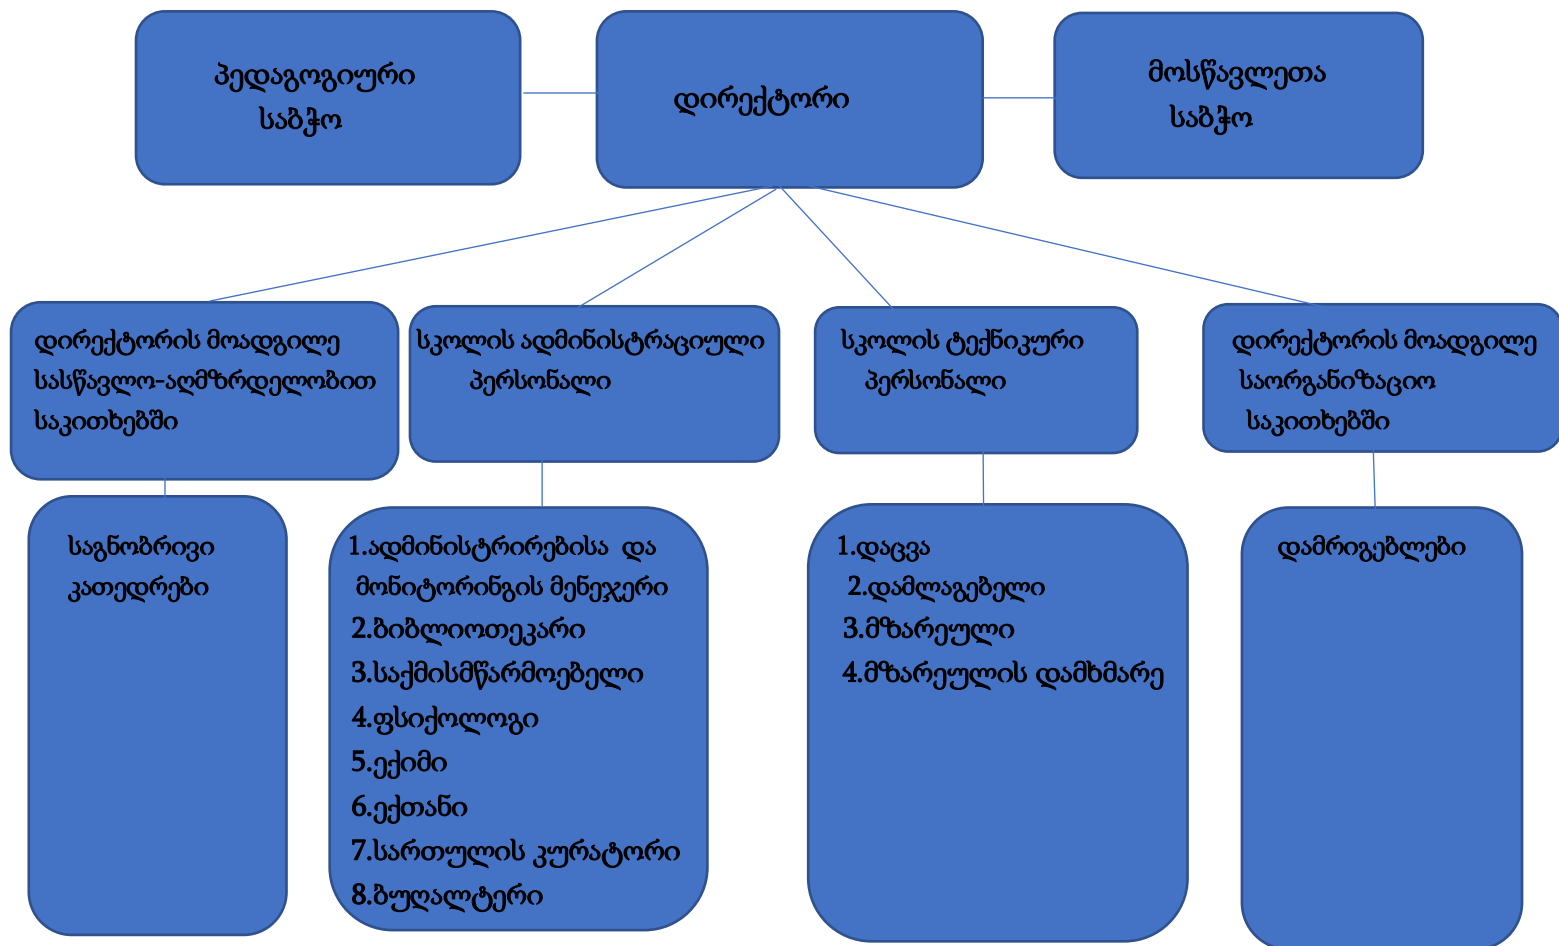 პედაგოგიური
საბჭო
დირექტორი
მოსწავლეთა
საბჭო
დირექტორის მოადგილე
სასწავლო-აღმზრდელობით
საკითხებში
სკოლის ადმინისტრაციული
პერსონალი
სკოლის ტექნიკური
პერსონალი
დირექტორის მოადგილე
საორგანიზაციო
საკითხებში
საგნობრივი
კათედრები
1.ადმინისტრირებისა და
მონიტორინგის მენეჯერი
2.ბიბლიოთეკარი
3.საქმისმწარმოებელი
4.ფსიქოლოგი
5.ექიმი
6.ექთანი
7.სართულის კურატორი
8.ბუღალტერი
1.დაცვა
2.დამლაგებელი
3.მზარეული
4.მზარეულის დამხმარე
დამრიგებლები